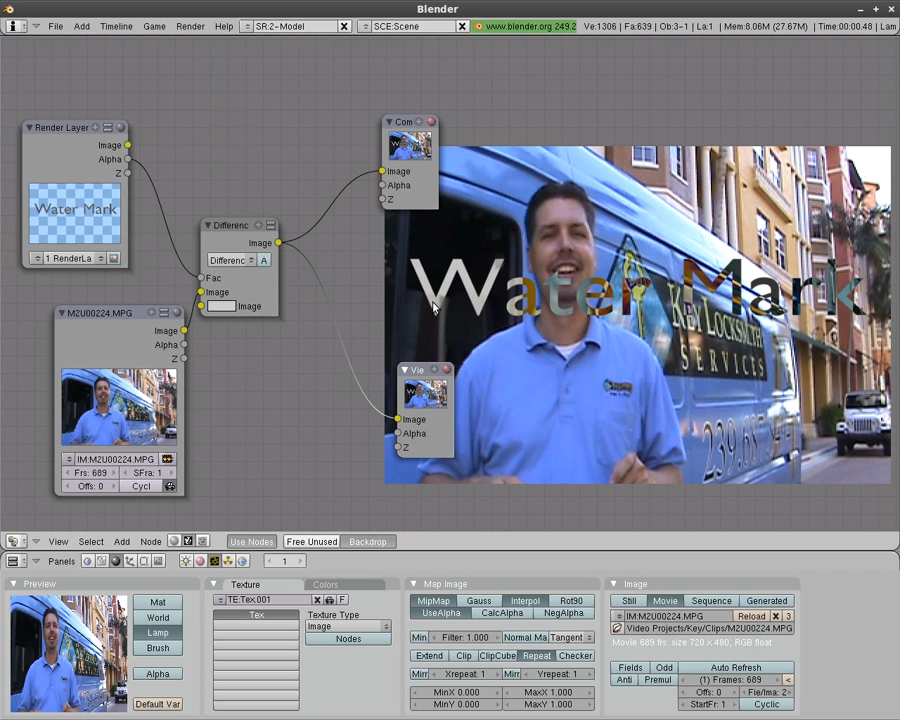 Blender
File Add Timeline Game Render Help SR:2-Model SCE:Scene www.blender.org 249.2 Ve:1306 | Fa:639 | Ob:3-1 | La:1 | Mem:8.06M (27.67M) | Time:00:00.48 | Lam
Render Layer
Image
Alpha
Z
Water Mark
1 RenderLa
Differenc
Image
Differenc A
Fac
Image
Image
M2U00224.MPG
Image
Alpha
Z
IM:M2U00224.MPG
Frs: 689 SFra: 1
Offs: 0 Cycl
Com
Image
Alpha
Z
Water Mark
KEY LOCKSMITH
SERVICES
239.
Vie
Image
Alpha
Z
View Select Add Node Use Nodes Free Unused Backdrop
Panels 1
Preview
Mat
World
Lamp
Brush
Alpha
Default Var
Texture Colors
TE:Tex.001 F
Tex
Texture Type
Image
Nodes
Map Image
MipMap Gauss Interpol Rot90
UseAlpha CalcAlpha NegAlpha
Min Filter: 1.000 Normal Ma Tangent
Extend Clip ClipCube Repeat Checker
Mirr Xrepeat: 1 Mirr Yrepeat: 1
MinX 0.000 MaxX 1.000
MinY 0.000 MaxY 1.000
Image
Still Movie Sequence Generated
IM:M2U00224.MPG Reload 3
Video Projects/Key/Clips/M2U00224.MPG
Movie 689 frs: size 720 x 480, RGB float
Fields Odd Auto Refresh
Anti Premul (1) Frames: 689 <
Offs: 0 Fie/Ima: 2
StartFr: 1 Cyclic